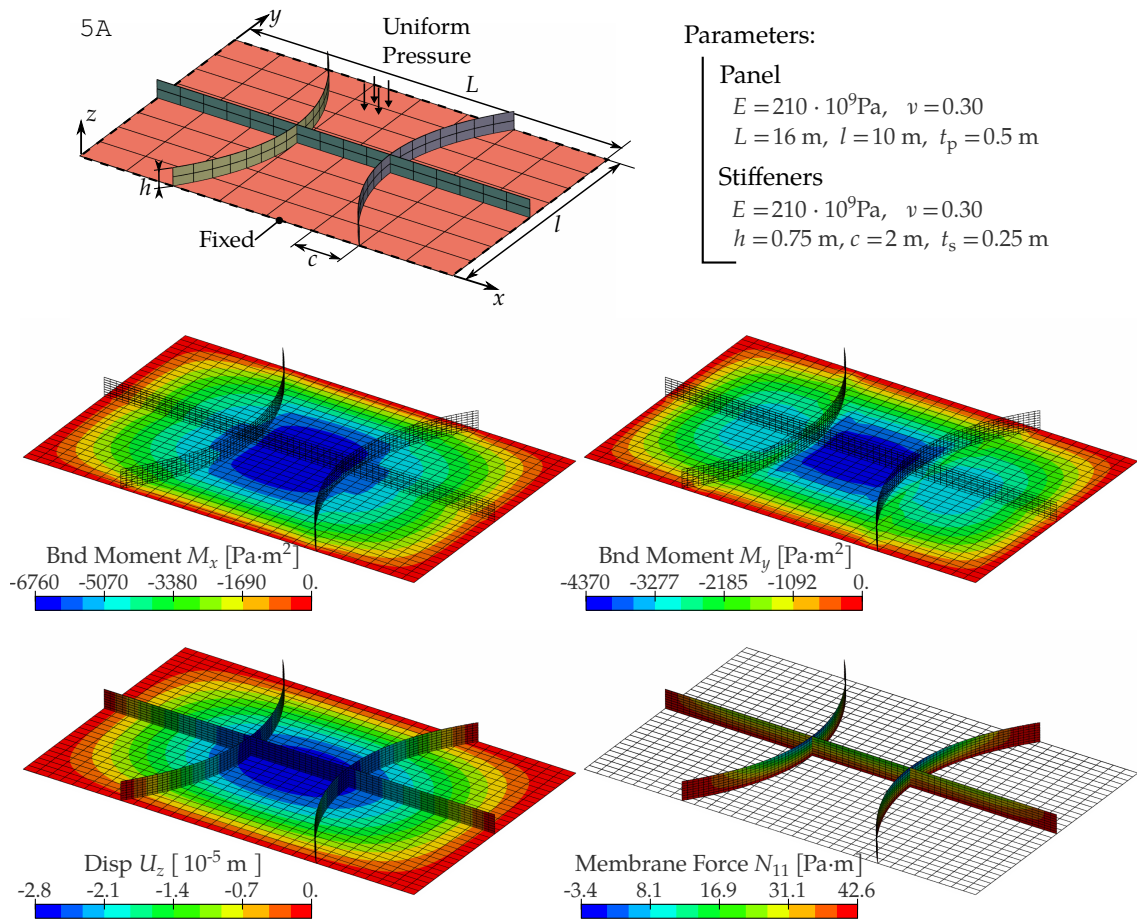 5A
y
Uniform
Pressure
L
z
h
Fixed
c
l
x
Parameters:
Panel
E = 210 · 10⁹Pa, ν = 0.30
L = 16 m, l = 10 m, tₚ = 0.5 m
Stiffeners
E = 210 · 10⁹Pa, ν = 0.30
h = 0.75 m, c = 2 m, tₛ = 0.25 m
Bnd Moment Mₓ [Pa·m²]
-6760 -5070 -3380 -1690 0.
Bnd Moment M_y [Pa·m²]
-4370 -3277 -2185 -1092 0.
Disp U_z [ 10⁻⁵ m ]
-2.8 -2.1 -1.4 -0.7 0.
Membrane Force N₁₁ [Pa·m]
-3.4 8.1 16.9 31.1 42.6